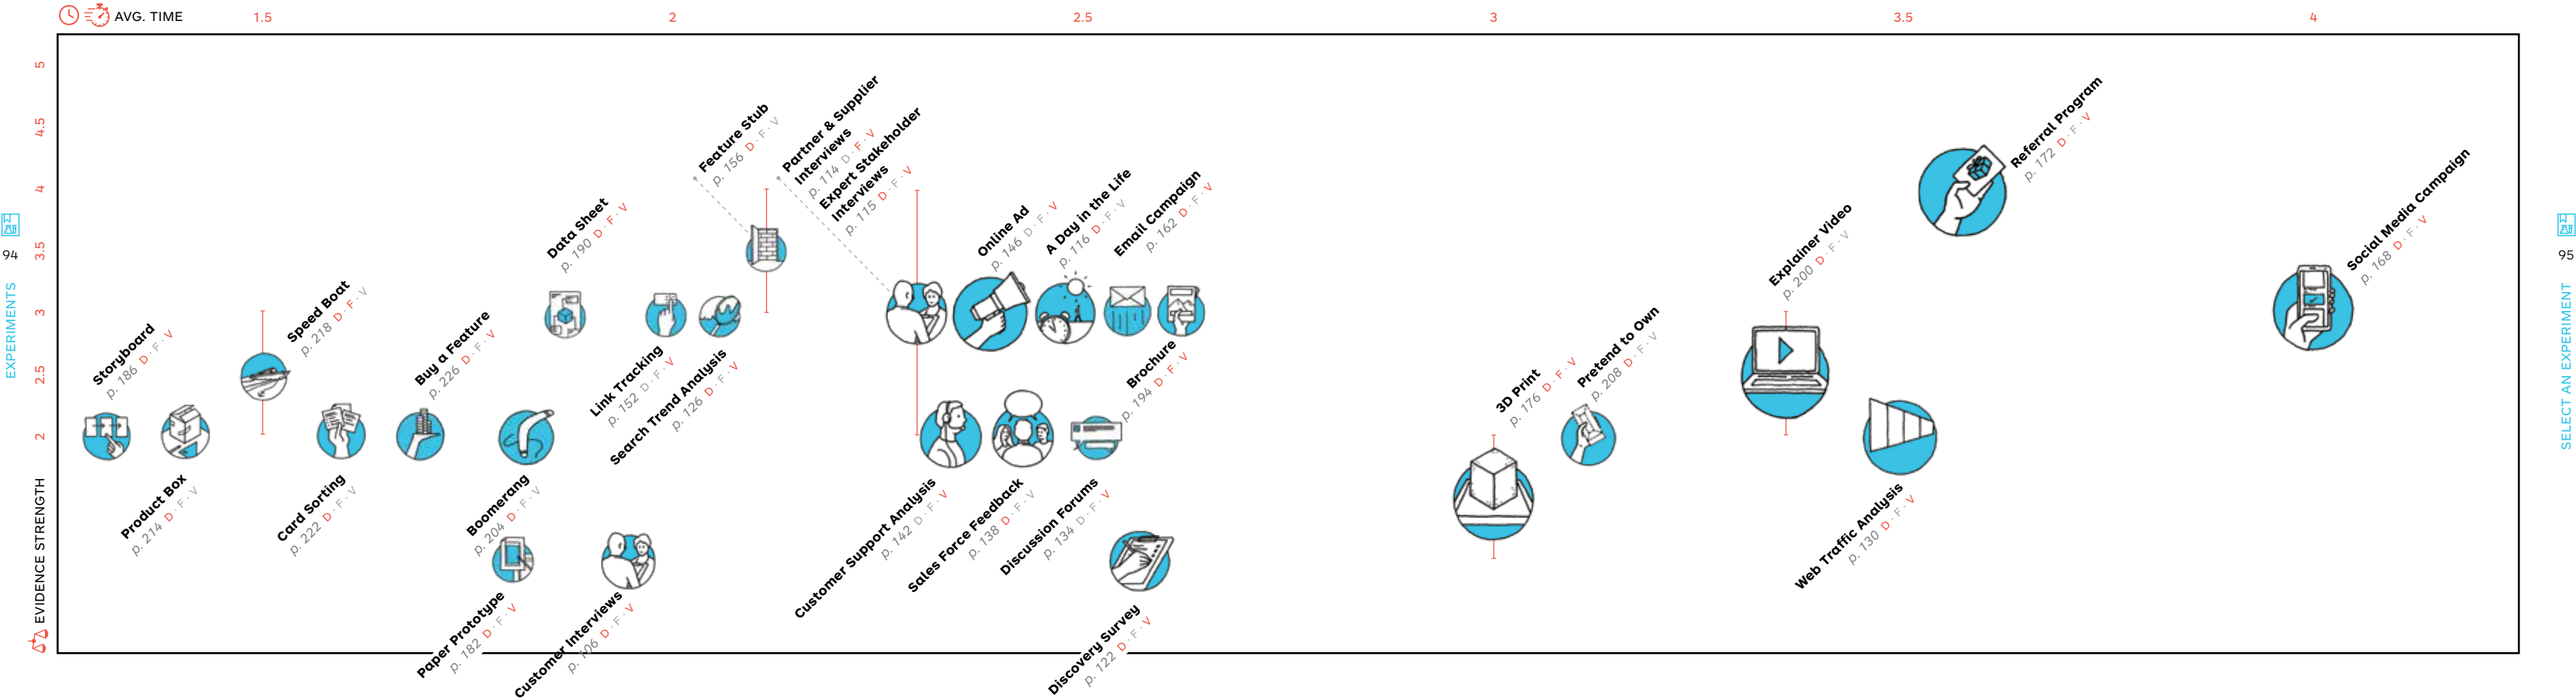 AVG. TIME
1.5
2
2.5
3
3.5
4
5
4.5
4
3.5
3
2.5
2
EVIDENCE STRENGTH
94
EXPERIMENTS
95
SELECT AN EXPERIMENT
Storyboard
p. 186 D · F · V
Product Box
p. 214 D · F · V
Speed Boat
p. 218 D · F · V
Card Sorting
p. 222 D · F · V
Buy a Feature
p. 226 D · F · V
Boomerang
p. 204 D · F · V
Paper Prototype
p. 182 D · F · V
Data Sheet
p. 190 D · F · V
Customer Interviews
p. 106 D · F · V
Link Tracking
p. 152 D · F · V
Search Trend Analysis
p. 126 D · F · V
Feature Stub
p. 156 D · F · V
Partner & Supplier
Interviews
p. 114 D · F · V
Expert Stakeholder
Interviews
p. 115 D · F · V
Online Ad
p. 146 D · F · V
A Day in the Life
p. 116 D · F · V
Email Campaign
p. 162 D · F · V
Brochure
p. 194 D · F · V
Customer Support Analysis
p. 142 D · F · V
Sales Force Feedback
p. 138 D · F · V
Discussion Forums
p. 134 D · F · V
Discovery Survey
p. 122 D · F · V
3D Print
p. 176 D · F · V
Pretend to Own
p. 208 D · F · V
Explainer Video
p. 200 D · F · V
Web Traffic Analysis
p. 130 D · F · V
Referral Program
p. 172 D · F · V
Social Media Campaign
p. 168 D · F · V